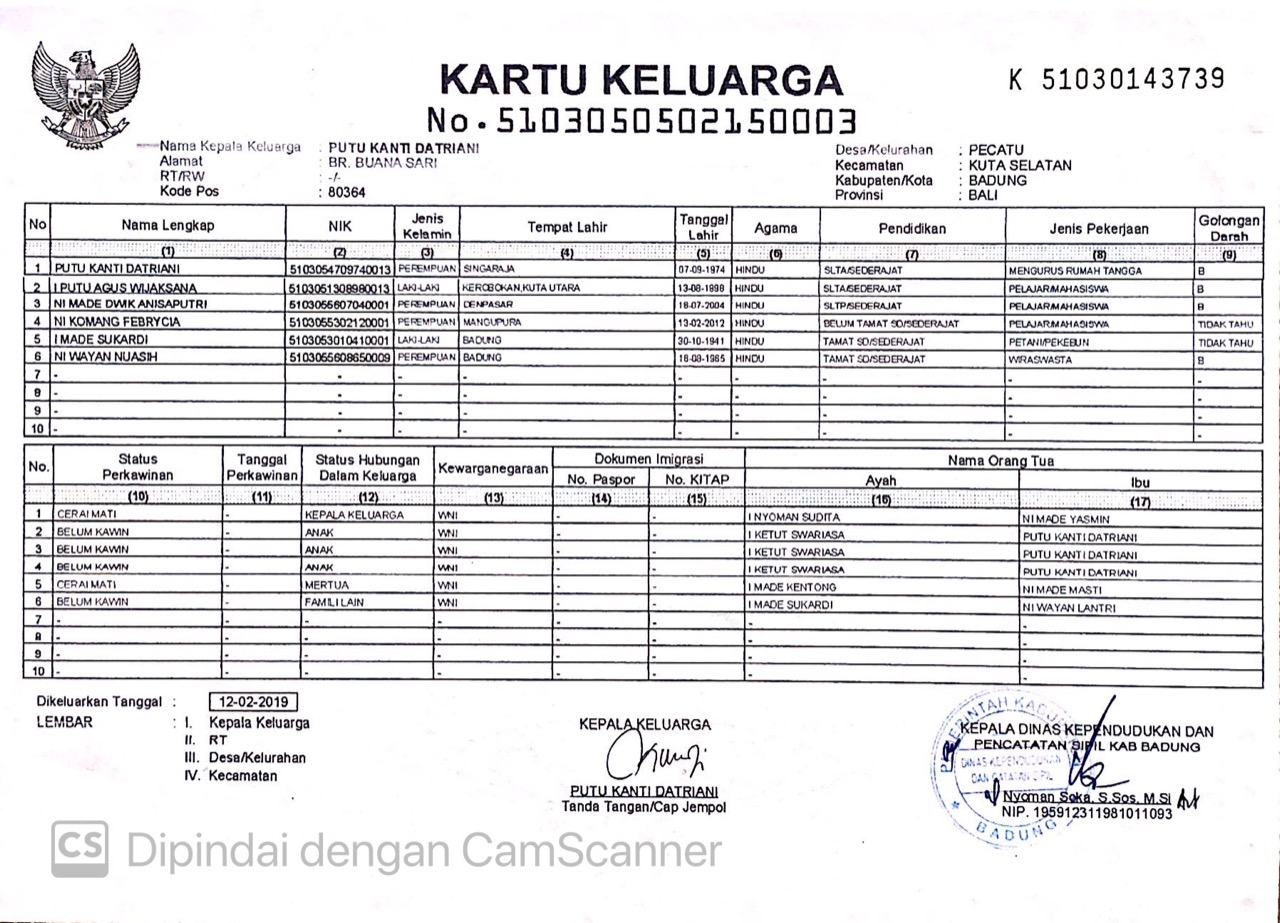 KARTU KELUARGA
No. 5103050502150003
K 51030143739
Nama Kepala Keluarga : PUTU KANTI DATRIANI
Alamat : BR. BUANA SARI
RT/RW : -/-
Kode Pos : 80364
Desa/Kelurahan : PECATU
Kecamatan : KUTA SELATAN
Kabupaten/Kota : BADUNG
Provinsi : BALI
No Nama Lengkap NIK Jenis Kelamin Tempat Lahir Tanggal Lahir Agama Pendidikan Jenis Pekerjaan Golongan Darah
(1) (2) (3) (4) (5) (6) (7) (8) (9)
1 PUTU KANTI DATRIANI 5103054709740013 PEREMPUAN SINGARAJA 07-09-1974 HINDU SLTA/SEDERAJAT MENGURUS RUMAH TANGGA B
2 I PUTU AGUS WIJAKSANA 5103051308980013 LAKI-LAKI KEROBOKAN,KUTA UTARA 13-08-1998 HINDU SLTA/SEDERAJAT PELAJAR/MAHASISWA B
3 NI MADE DWIK ANISAPUTRI 5103055607040001 PEREMPUAN DENPASAR 16-07-2004 HINDU SLTP/SEDERAJAT PELAJAR/MAHASISWA B
4 NI KOMANG FEBRYCIA 5103055302120001 PEREMPUAN MANGUPURA 13-02-2012 HINDU BELUM TAMAT SD/SEDERAJAT PELAJAR/MAHASISWA TIDAK TAHU
5 I MADE SUKARDI 5103053010410001 LAKI-LAKI BADUNG 30-10-1941 HINDU TAMAT SD/SEDERAJAT PETANI/PEKEBUN TIDAK TAHU
6 NI WAYAN NUASIH 5103055608650009 PEREMPUAN BADUNG 16-08-1965 HINDU TAMAT SD/SEDERAJAT WIRASWASTA B
7 - - - - - - - - -
8 - - - - - - - - -
9 - - - - - - - - -
10 - - - - - - - - -
No. Status Perkawinan Tanggal Perkawinan Status Hubungan Dalam Keluarga Kewarganegaraan Dokumen Imigrasi Nama Orang Tua
No. Paspor No. KITAP Ayah Ibu
(10) (11) (12) (13) (14) (15) (16) (17)
1 CERAI MATI - KEPALA KELUARGA WNI - - I NYOMAN SUDITA NI MADE YASMIN
2 BELUM KAWIN - ANAK WNI - - I KETUT SWARIASA PUTU KANTI DATRIANI
3 BELUM KAWIN - ANAK WNI - - I KETUT SWARIASA PUTU KANTI DATRIANI
4 BELUM KAWIN - ANAK WNI - - I KETUT SWARIASA PUTU KANTI DATRIANI
5 CERAI MATI - MERTUA WNI - - I MADE KENTONG NI MADE MASTI
6 BELUM KAWIN - FAMILI LAIN WNI - - I MADE SUKARDI NI WAYAN LANTRI
7 - - - - - - - -
8 - - - - - - - -
9 - - - - - - - -
10 - - - - - - - -
Dikeluarkan Tanggal : 12-02-2019
LEMBAR : I. Kepala Keluarga
II. RT
III. Desa/Kelurahan
IV. Kecamatan
KEPALA KELUARGA
PUTU KANTI DATRIANI
Tanda Tangan/Cap Jempol
KEPALA DINAS KEPENDUDUKAN DAN
PENCATATAN SIPIL KAB BADUNG
DINAS KEPENDUDUKAN
DAN CATATAN SIPIL
BADUNG
Nyoman Soka, S.Sos, M.Si
NIP. 195912311981011093
CS Dipindai dengan CamScanner